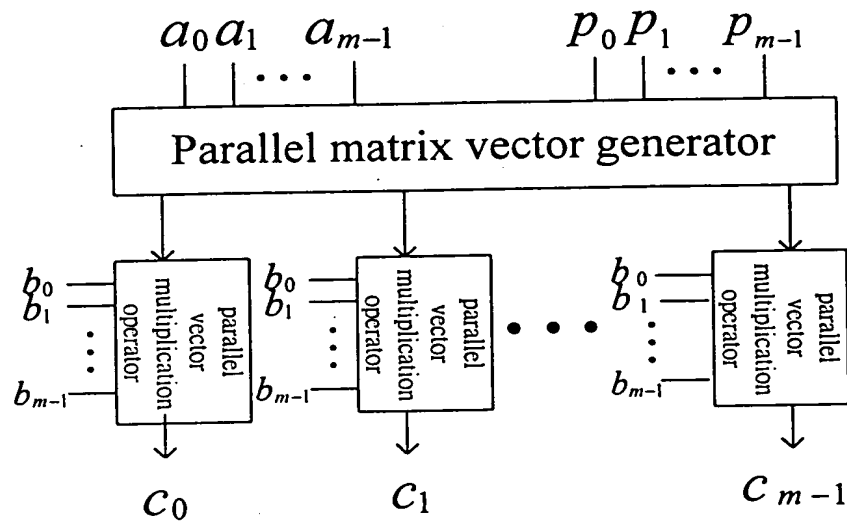 a₀ a₁ ... aₘ₋₁ p₀ p₁ ... pₘ₋₁
Parallel matrix vector generator
b₀
b₁
bₘ₋₁
parallel
vector
multiplication
operator
b₀
b₁
bₘ₋₁
parallel
vector
multiplication
operator
b₀
b₁
bₘ₋₁
parallel
vector
multiplication
operator
c₀ c₁ cₘ₋₁